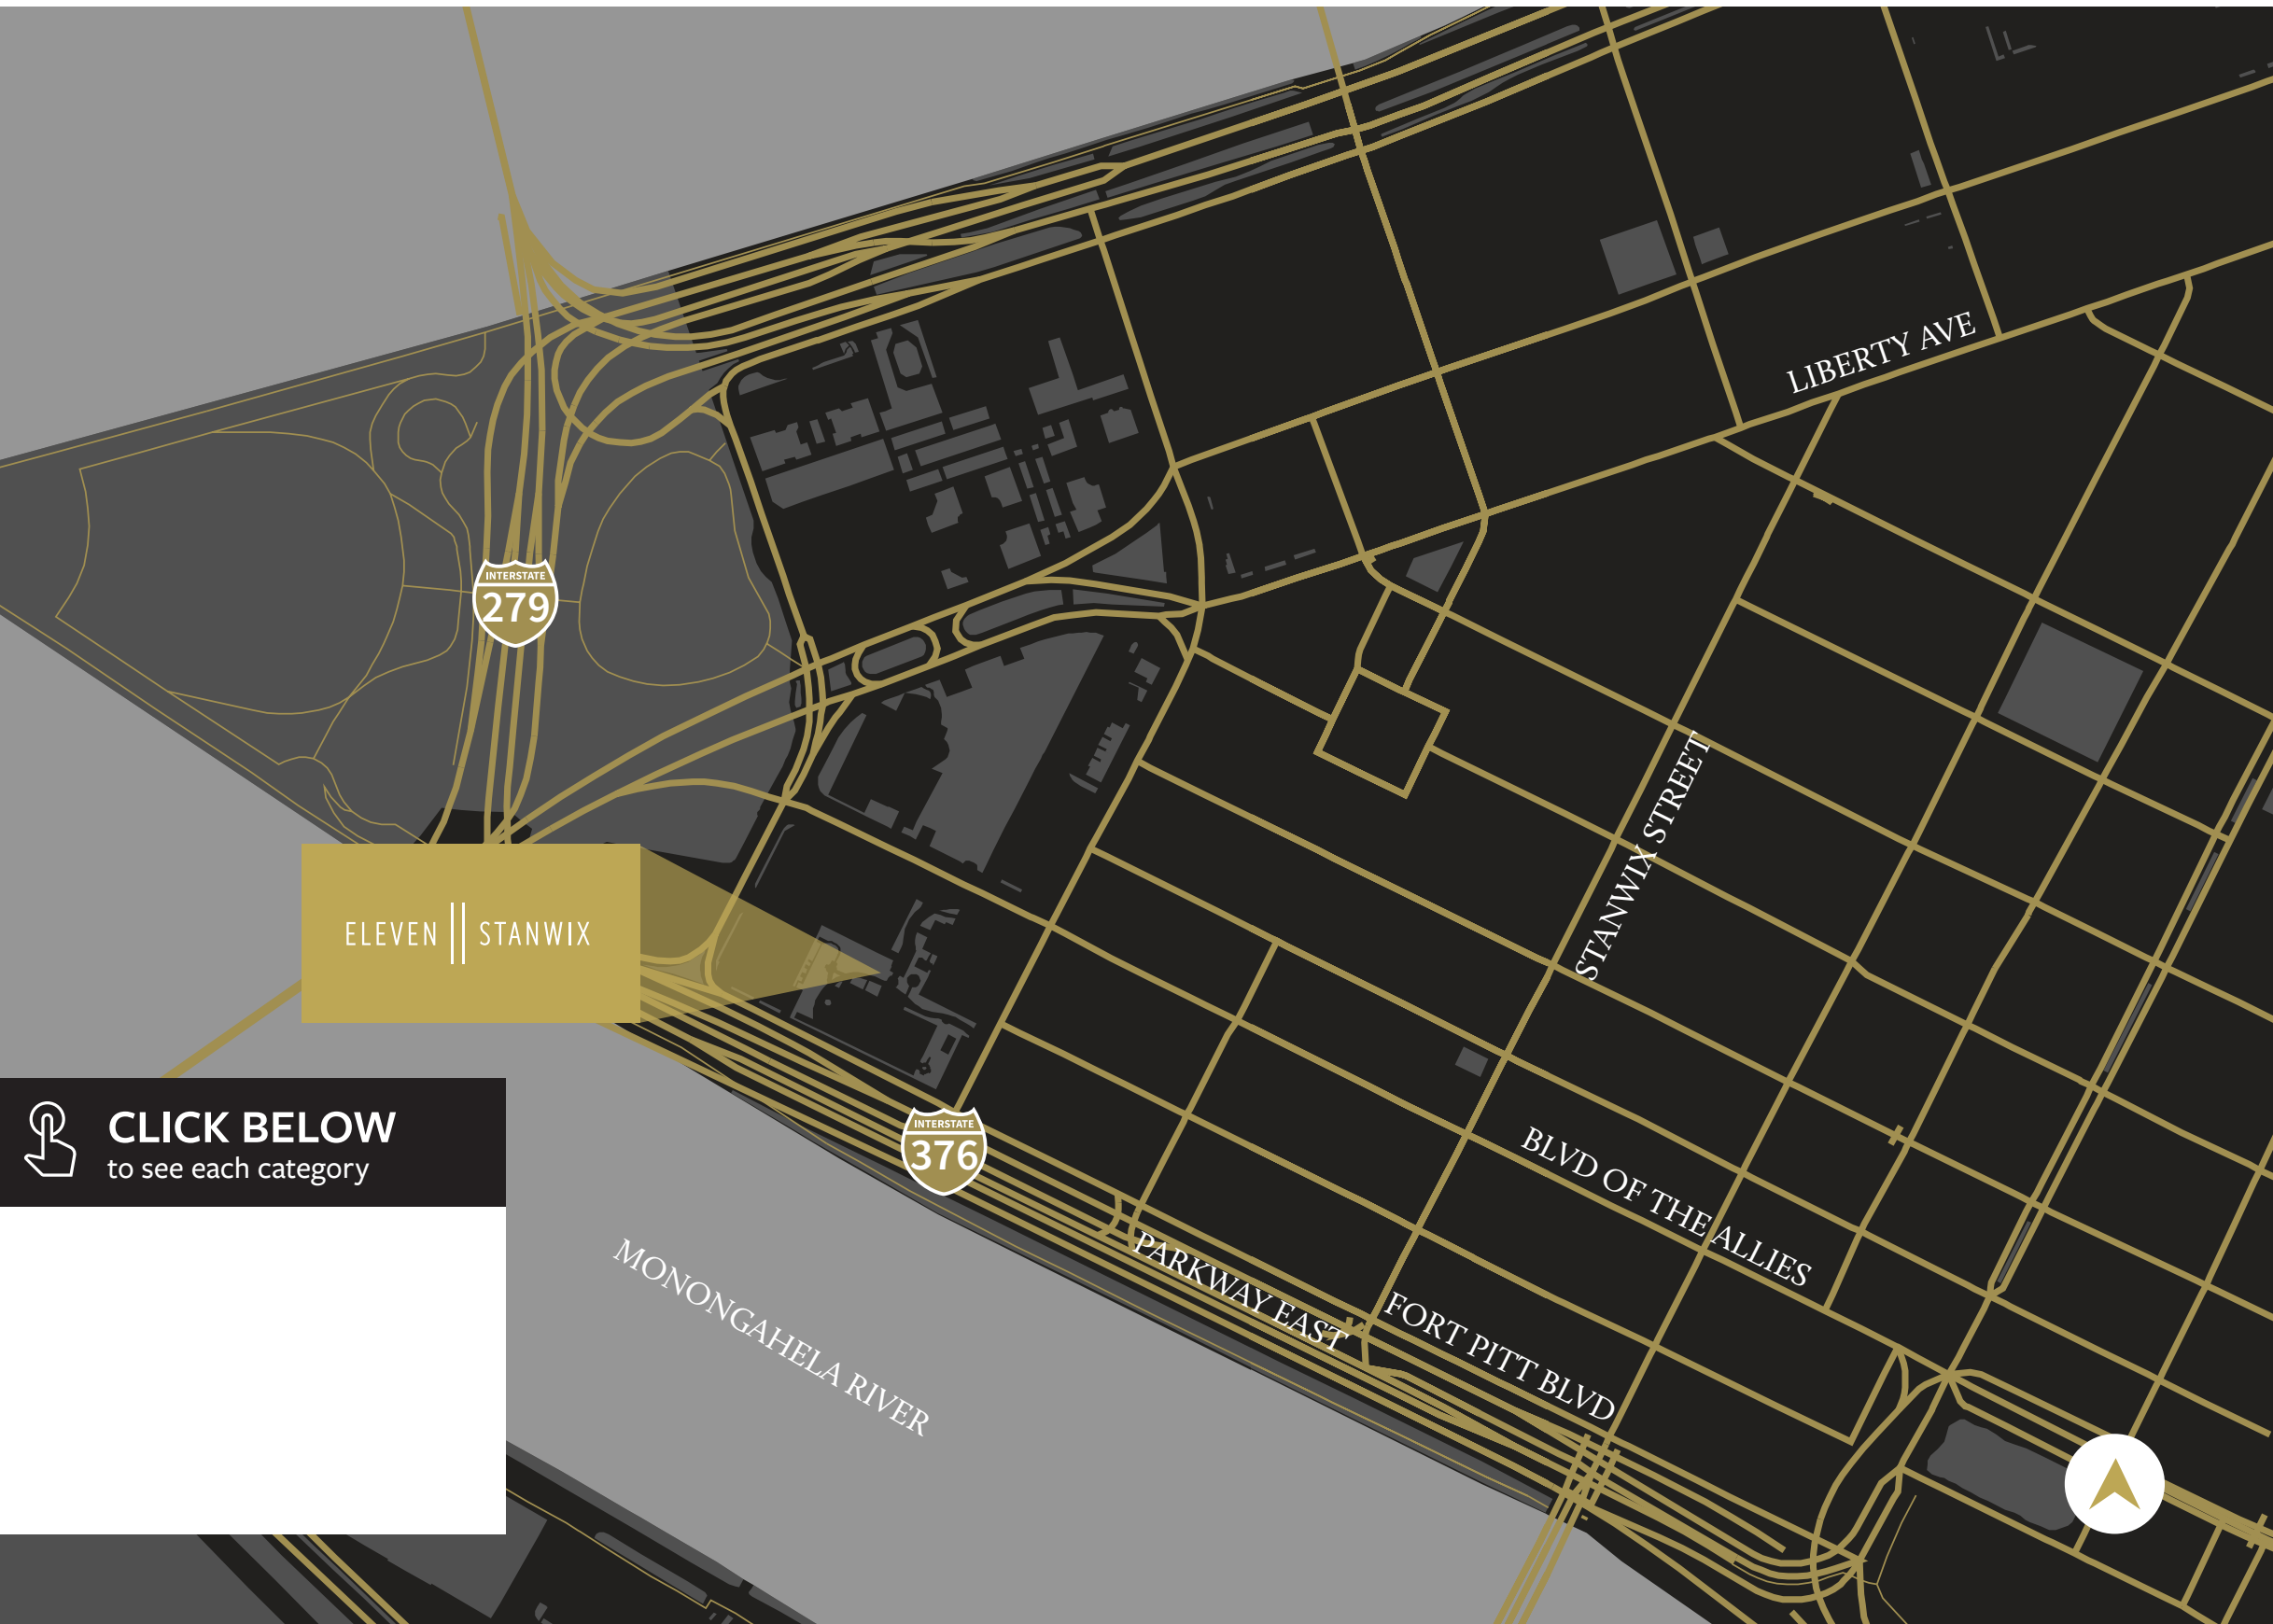 LIBERTY AVE
INTERSTATE
279
STANWIX STREET
ELEVEN || STANWIX
CLICK BELOW
to see each category
INTERSTATE
376
BLVD OF THE ALLIES
PARKWAY EAST
FORT PITT BLVD
MONONGAHELA RIVER